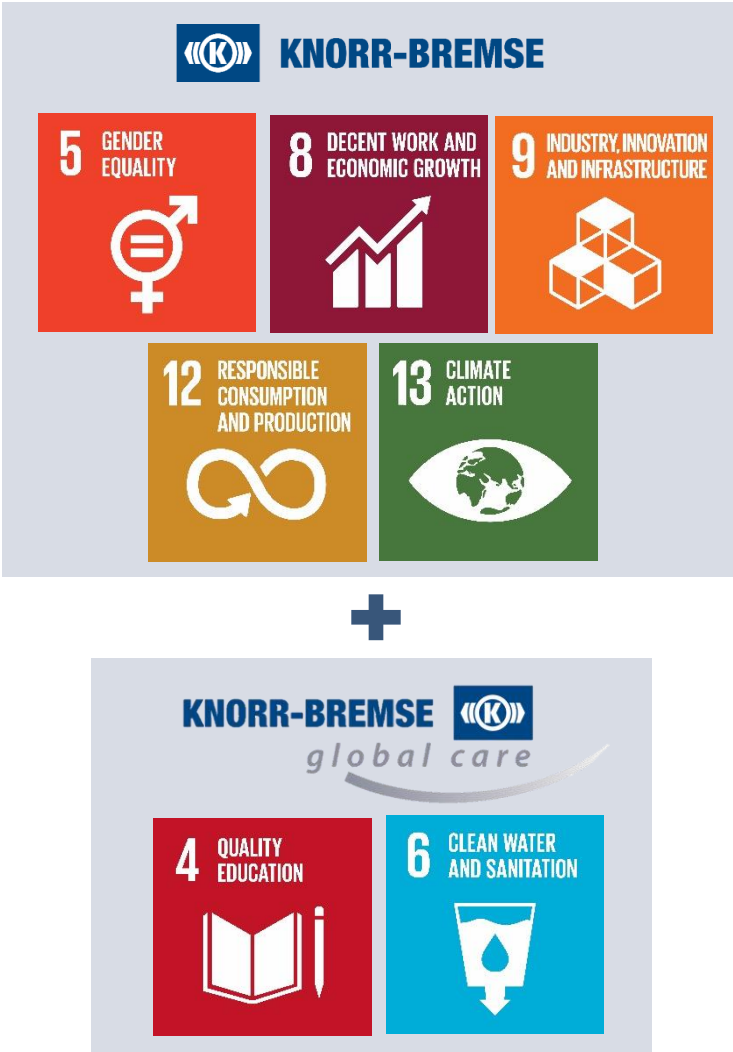 K KNORR-BREMSE
5 GENDER
EQUALITY
8 DECENT WORK AND
ECONOMIC GROWTH
9 INDUSTRY, INNOVATION
AND INFRASTRUCTURE
12 RESPONSIBLE
CONSUMPTION
AND PRODUCTION
13 CLIMATE
ACTION
KNORR-BREMSE K
global care
4 QUALITY
EDUCATION
6 CLEAN WATER
AND SANITATION